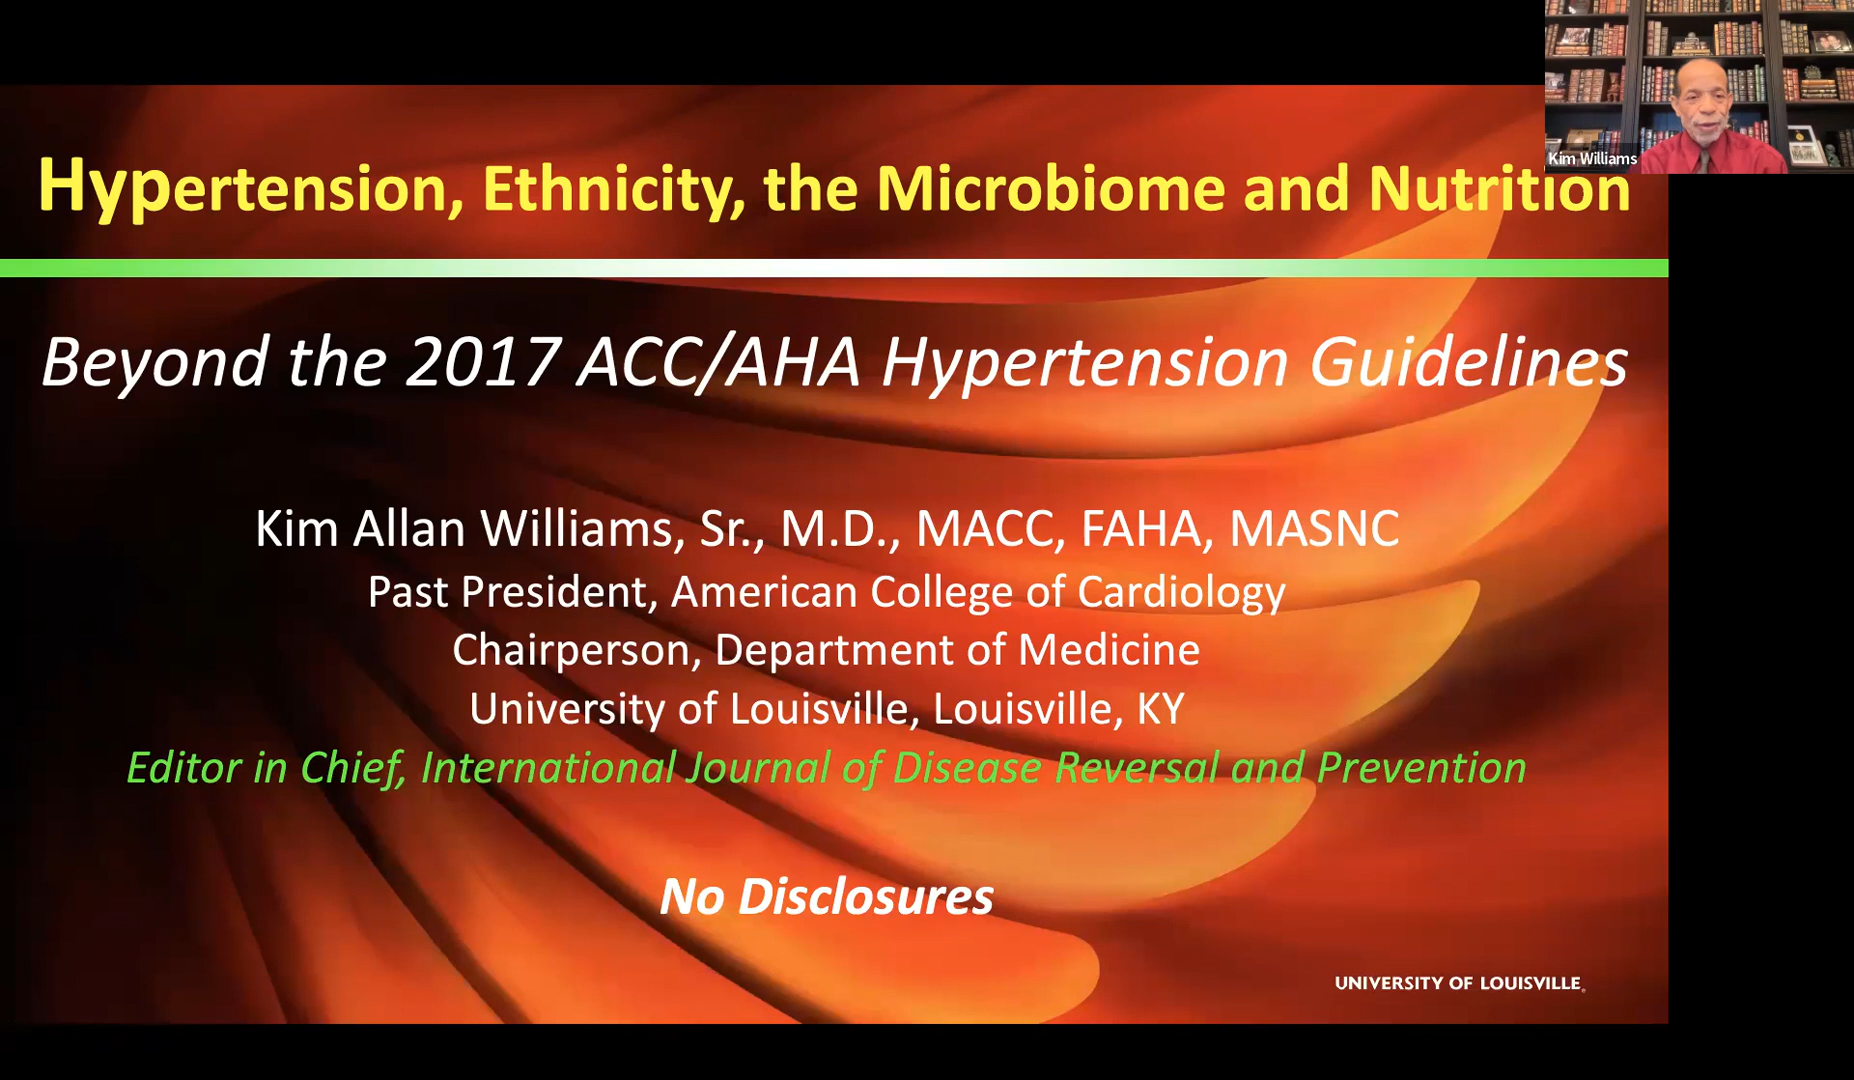 Kim Williams
Hypertension, Ethnicity, the Microbiome and Nutrition
Beyond the 2017 ACC/AHA Hypertension Guidelines
Kim Allan Williams, Sr., M.D., MACC, FAHA, MASNC
Past President, American College of Cardiology
Chairperson, Department of Medicine
University of Louisville, Louisville, KY
Editor in Chief, International Journal of Disease Reversal and Prevention
No Disclosures
UNIVERSITY OF LOUISVILLE.